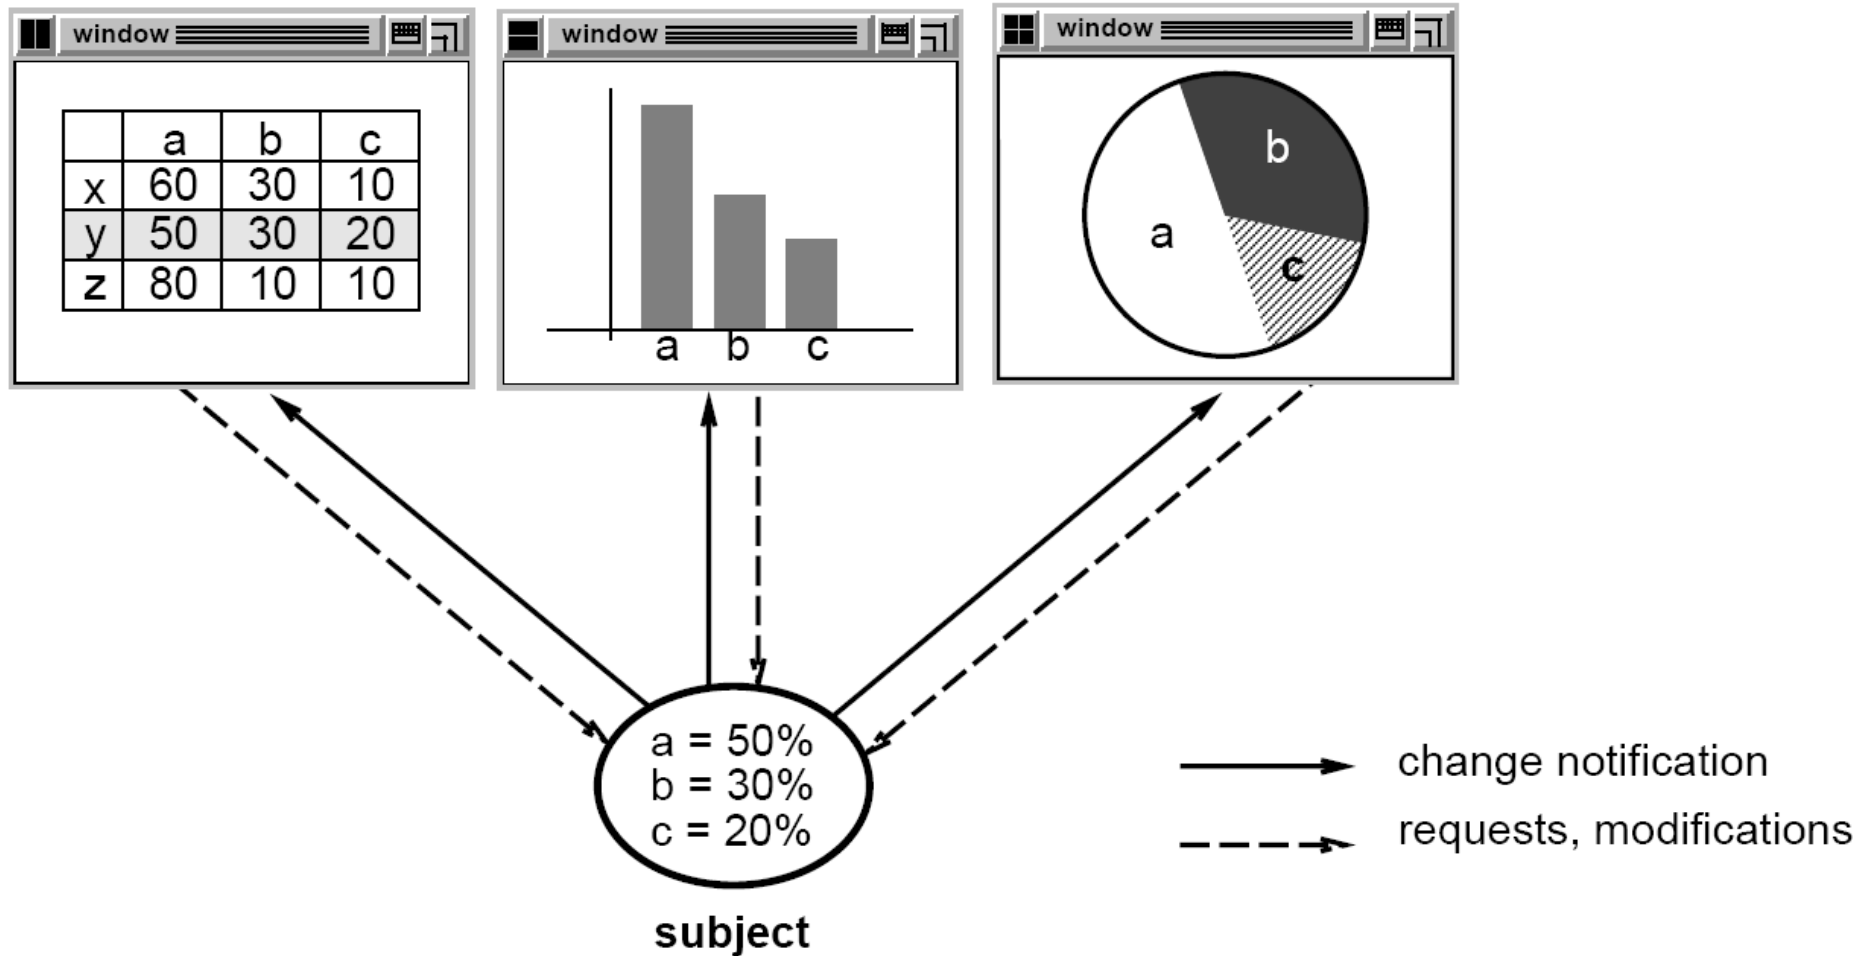 window
a b c
x 60 30 10
y 50 30 20
z 80 10 10
window
a b c
window
b
a
c
a = 50%
b = 30%
c = 20%
subject
change notification
requests, modifications